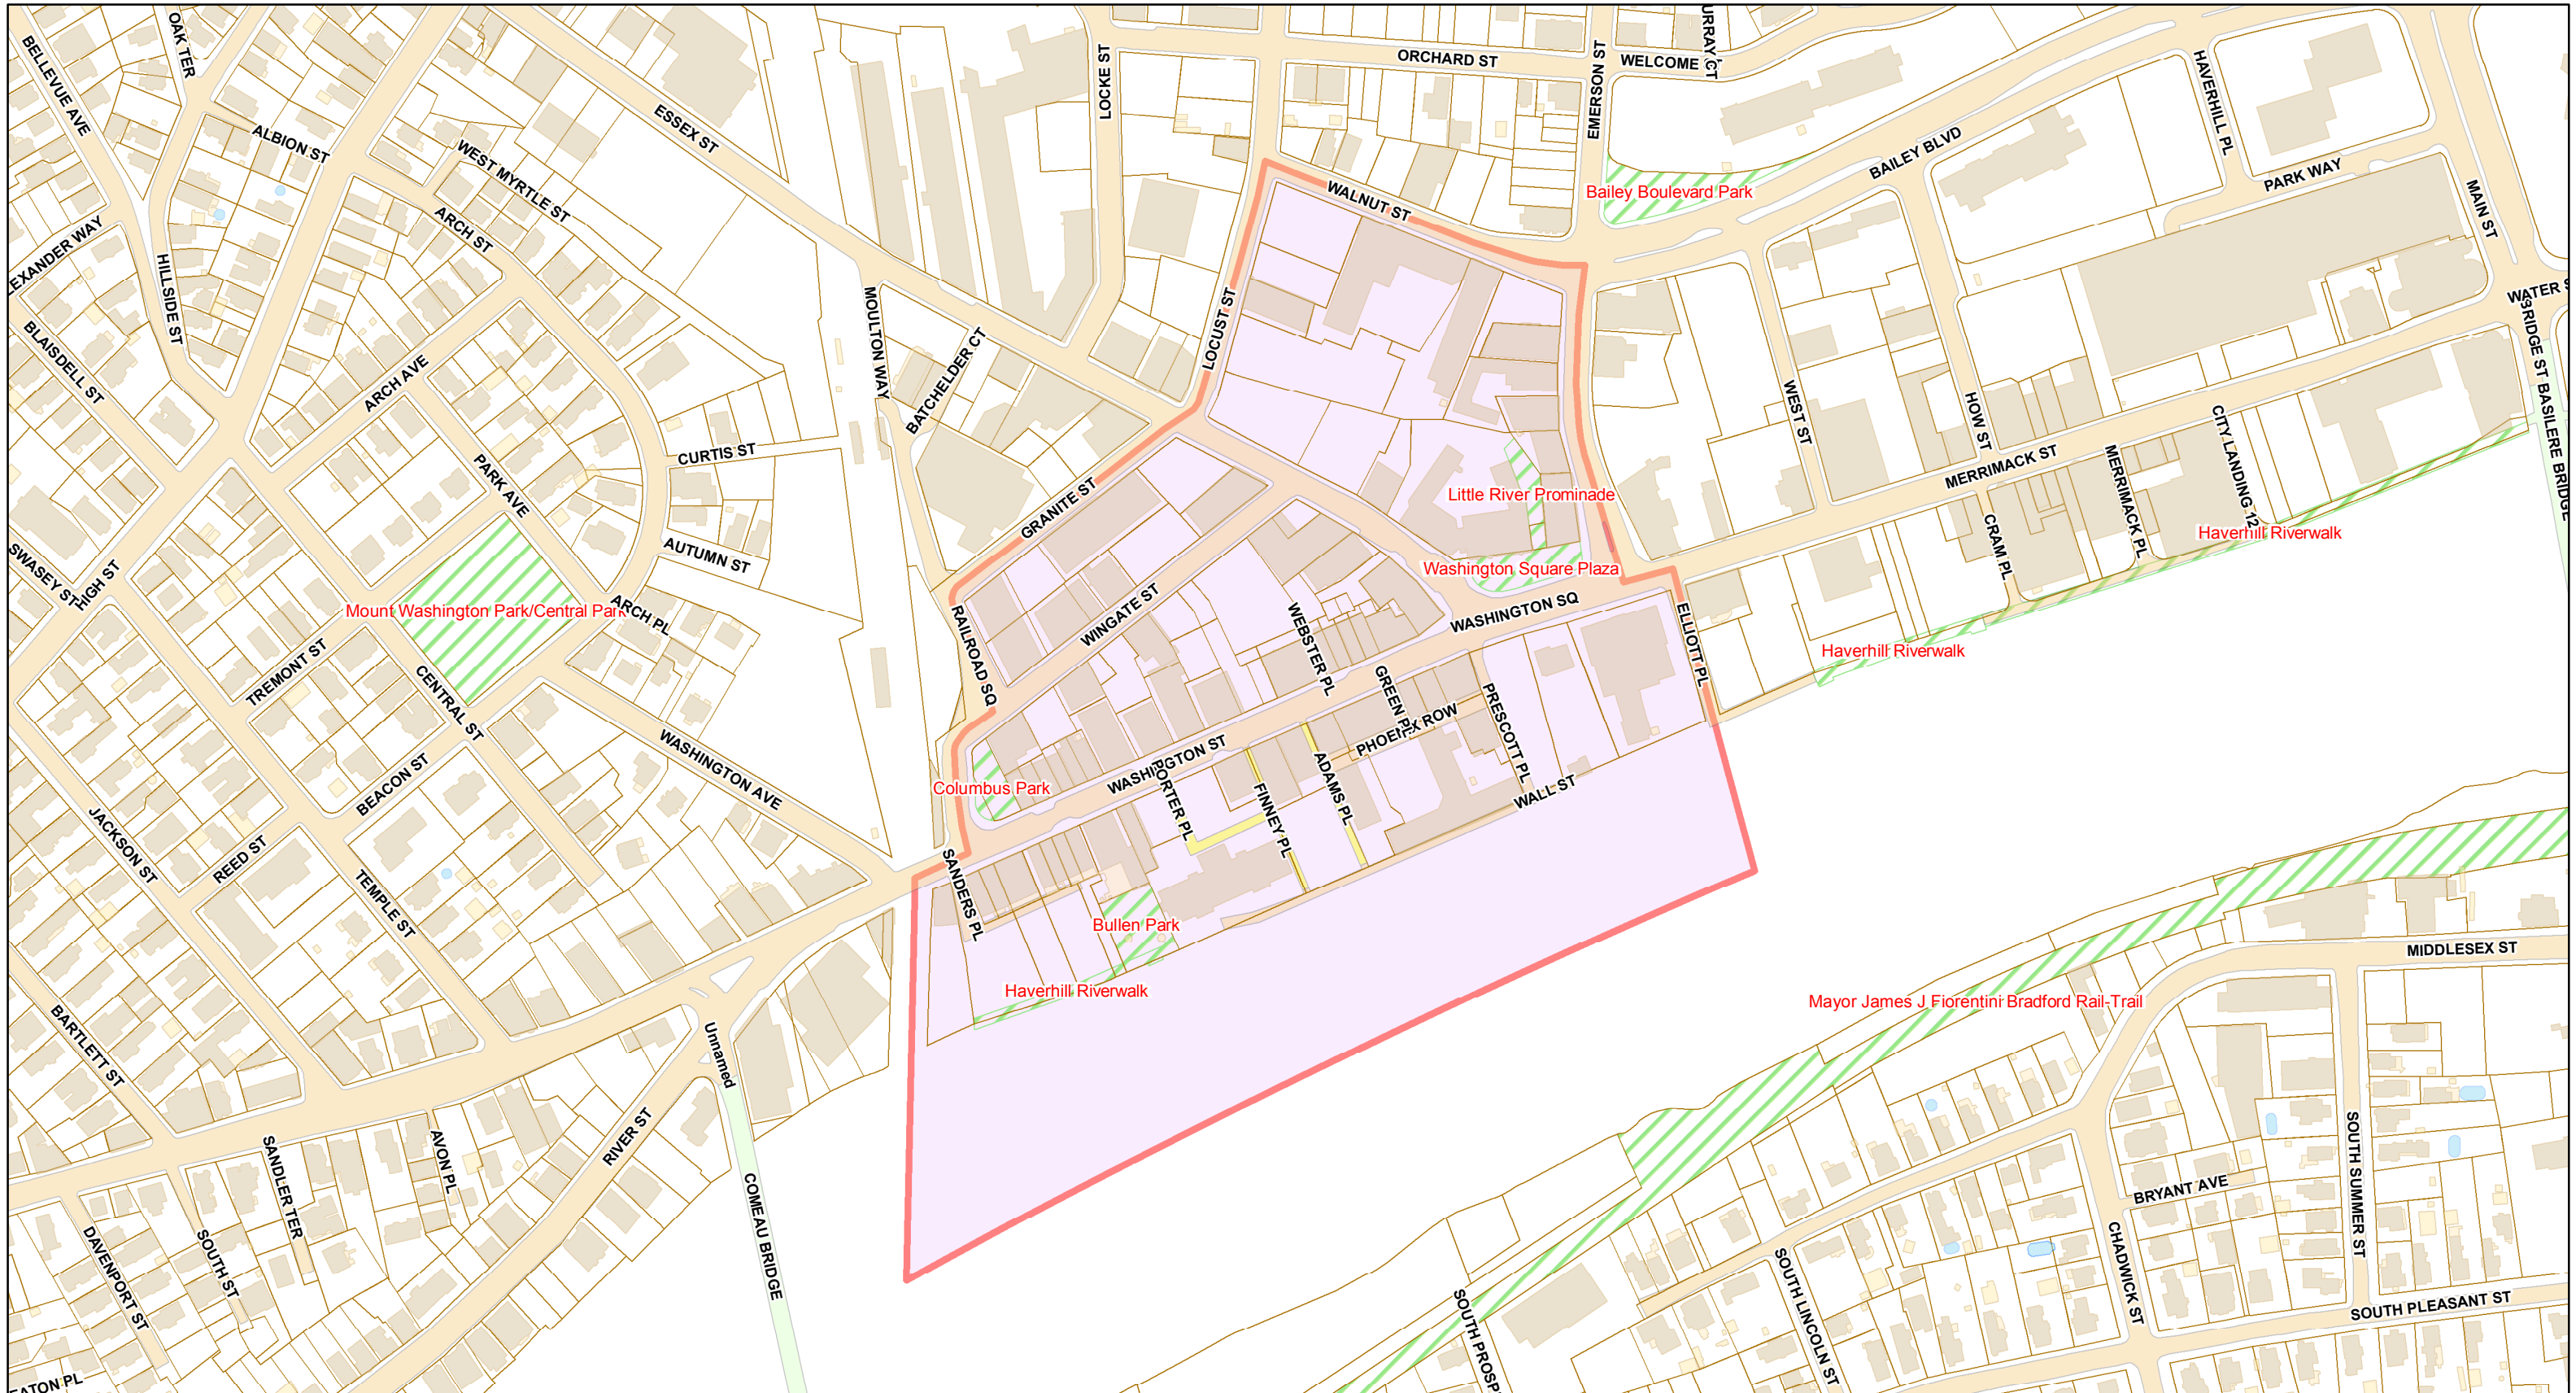 OAK TER
BELLEVUE AVE
ALBION ST
ESSEX ST
LOCKE ST
ORCHARD ST
EMERSON ST
WELCOME
URRAY CT
HAVERHILL PL
BAILEY BLVD
PARK WAY
MAIN ST
WATER S
WEST MYRTLE ST
ARCH ST
WALNUT ST
Bailey Boulevard Park
LEXANDER WAY
HILLSIDE ST
MOULTON WAY
BATCHELDER CT
LOCUST ST
BLAISDELL ST
ARCH AVE
WEST ST
HOW ST
CITY LANDING 12
BRIDGE ST BASILERE BRIDGE
PARK AVE
CURTIS ST
GRANITE ST
Little River Prominade
MERRIMACK ST
MERRIMACK PL
CRAM PL
Haverhill Riverwalk
SWASEY ST
HIGH ST
AUTUMN ST
Washington Square Plaza
Mount Washington Park/Central Park
ARCH PL
WINGATE ST
WEBSTER PL
WASHINGTON SQ
ELLIOTT PL
Haverhill Riverwalk
RAILROAD SQ
TREMONT ST
CENTRAL ST
GREEN PL
PHOENIX ROW
PRESCOTT PL
WASHINGTON AVE
WASHINGTON ST
PORTER PL
FINNEY PL
ADAMS PL
WALL ST
Columbus Park
BEACON ST
JACKSON ST
REED ST
TEMPLE ST
SANDERS PL
Bullen Park
Haverhill Riverwalk
MIDDLESEX ST
Mayor James J Fiorentini Bradford Rail-Trail
BARTLETT ST
Unnamed
RIVER ST
SANDLER TER
AVON PL
COMEAU BRIDGE
SOUTH ST
DAVENPORT ST
EATON PL
SOUTH SUMMER ST
BRYANT AVE
CHADWICK ST
SOUTH LINCOLN ST
SOUTH PROSP
SOUTH PLEASANT ST